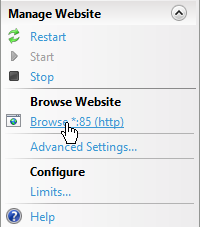 Manage Website
Restart
Start
Stop
Browse Website
Browse *:85 (http)
Advanced Settings...
Configure
Limits...
Help